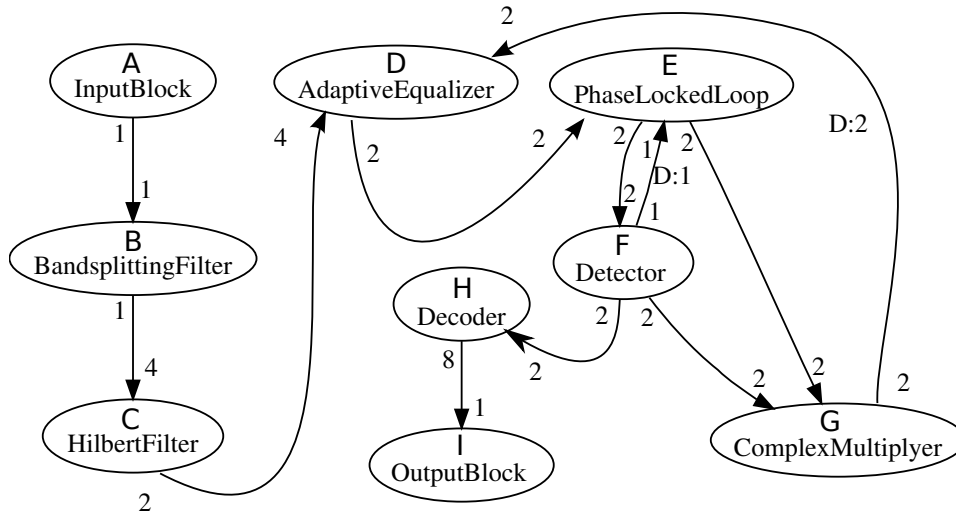 A
InputBlock
1
1
B
BandsplittingFilter
1
4
C
HilbertFilter
2
4
D
AdaptiveEqualizer
2
2
2
E
PhaseLockedLoop
2
1
2
D:1
2
1
F
Detector
2
2
2
H
Decoder
8
1
I
OutputBlock
2
2
G
ComplexMultiplyer
2
D:2